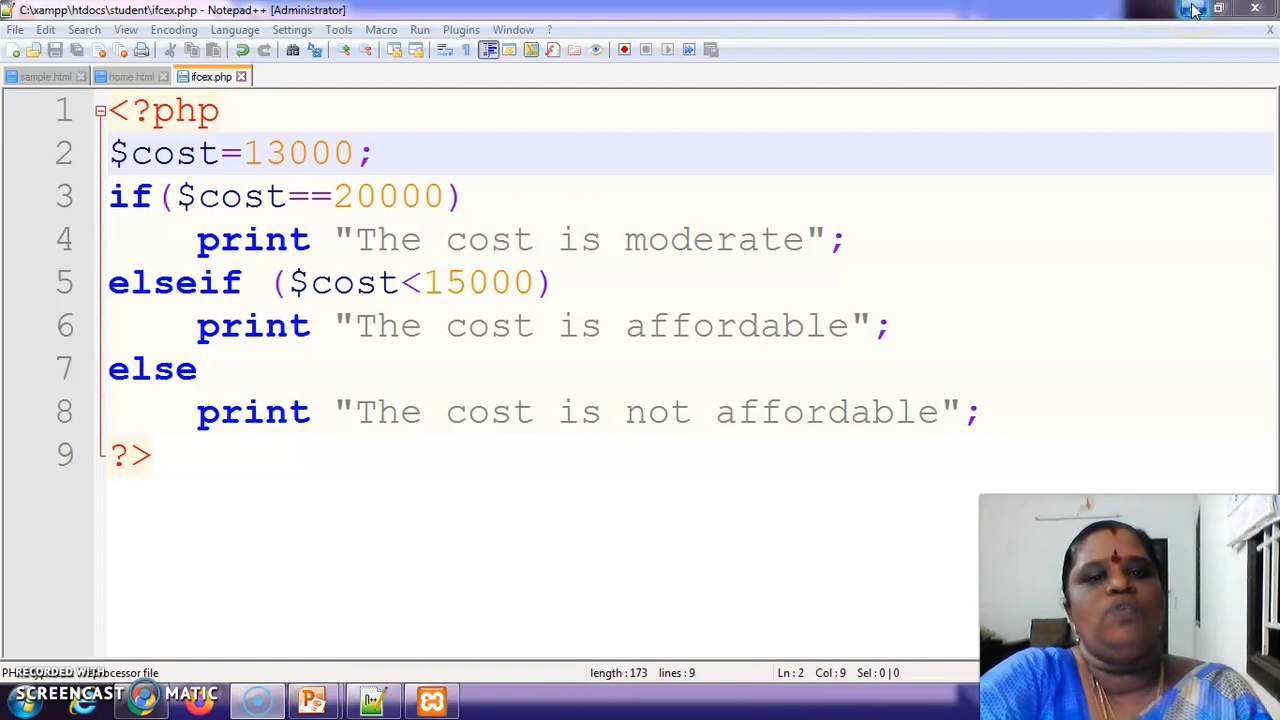 C:\xampp\htdocs\student\ifcex.php - Notepad++ [Administrator]
File Edit Search View Encoding Language Settings Tools Macro Run Plugins Window ? X
sample.html home.html ifcex.php
1 <?php
2 $cost=13000;
3 if($cost==20000)
4 print "The cost is moderate";
5 elseif ($cost<15000)
6 print "The cost is affordable";
7 else
8 print "The cost is not affordable";
9 ?>
RECORDED WITH
SCREENCAST MATIC
length : 173 lines : 9 Ln : 2 Col : 9 Sel : 0 | 0